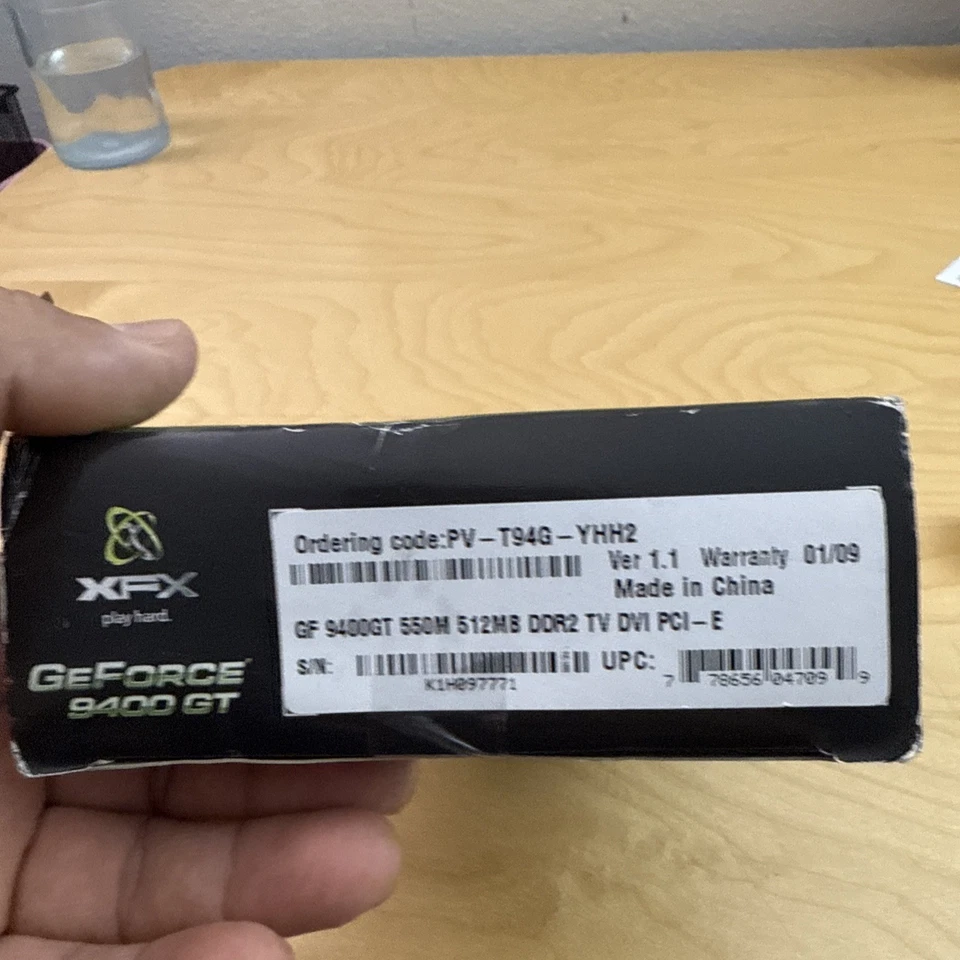 XFX
play hard.
GEFORCE
9400 GT
Ordering code:PV-T94G-YHH2
Ver 1.1 Warranty 01/09
Made in China
GF 9400GT 550M 512MB DDR2 TV DVI PCI-E
S/N:
K1H097771
UPC:
7 78656 04709 9